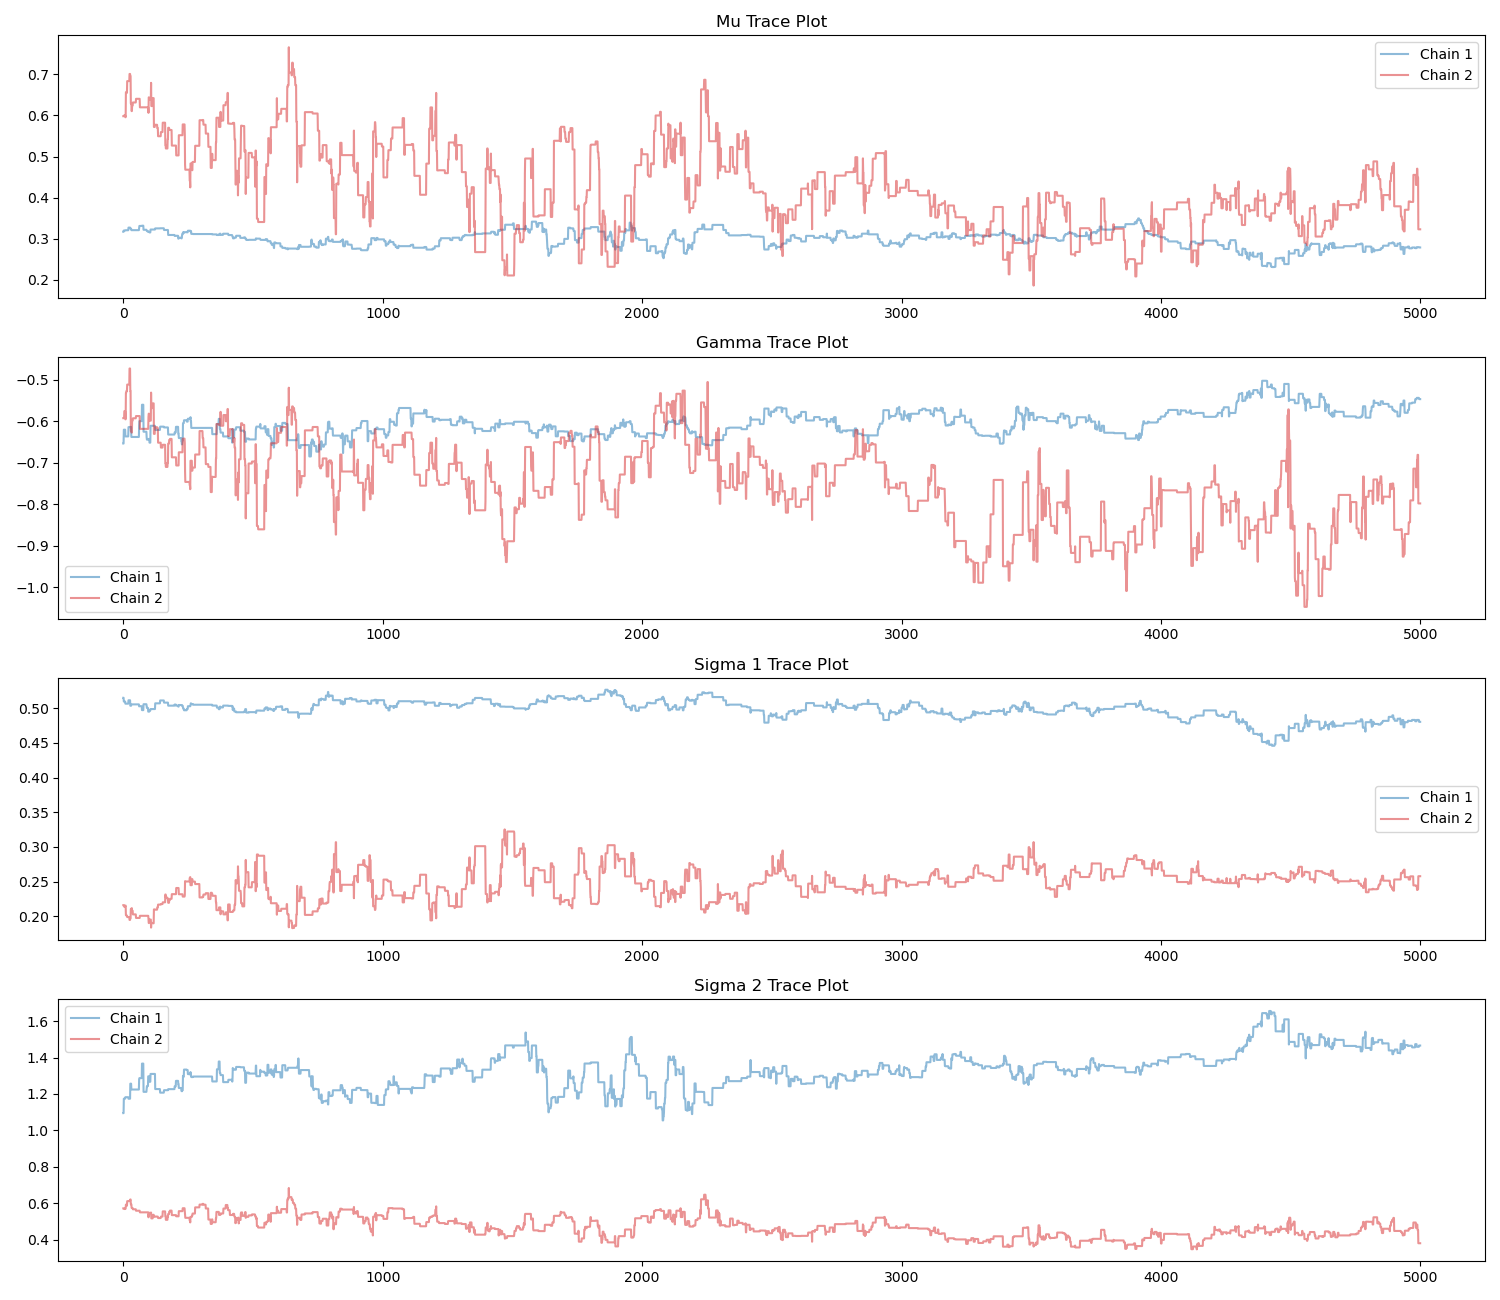 Mu Trace Plot
Chain 1
Chain 2
0.7
0.6
0.5
0.4
0.3
0.2
0 1000 2000 3000 4000 5000
Gamma Trace Plot
−0.5
−0.6
−0.7
−0.8
−0.9
−1.0
Chain 1
Chain 2
0 1000 2000 3000 4000 5000
Sigma 1 Trace Plot
0.50
0.45
0.40
0.35
0.30
0.25
0.20
Chain 1
Chain 2
0 1000 2000 3000 4000 5000
Sigma 2 Trace Plot
Chain 1
Chain 2
1.6
1.4
1.2
1.0
0.8
0.6
0.4
0 1000 2000 3000 4000 5000